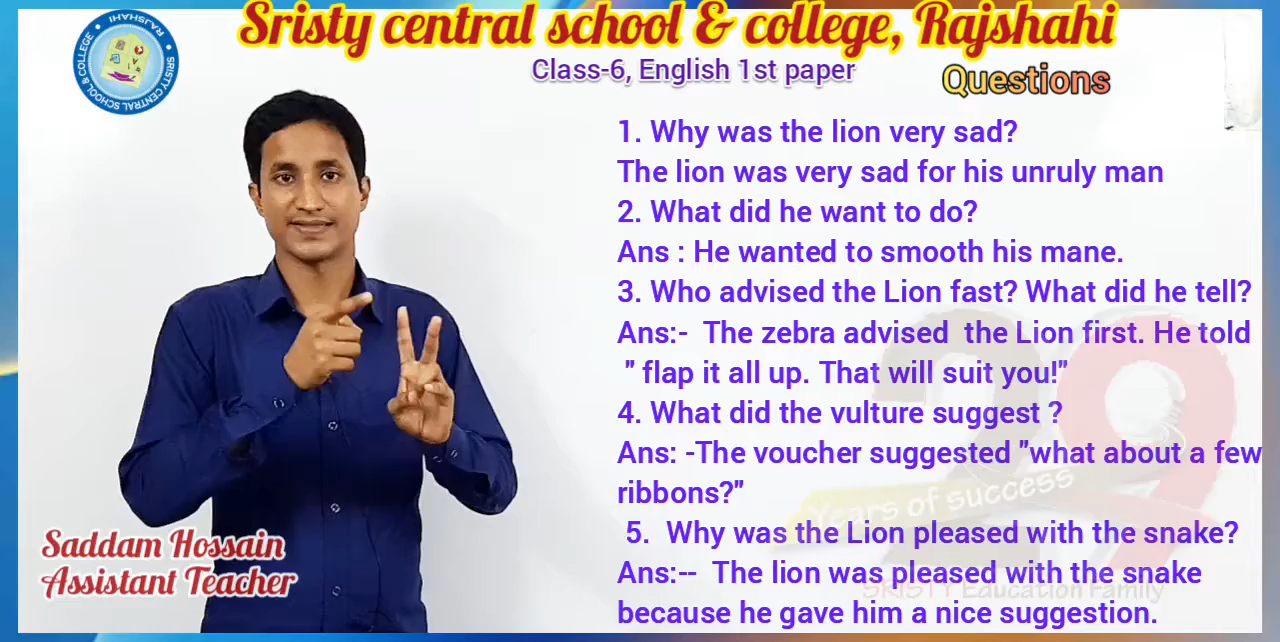 Sristy central school & college, Rajshahi
Class-6, English 1st paper
Questions
SRISTY CENTRAL SCHOOL & COLLEGE
RAJSHAHI
1. Why was the lion very sad?
The lion was very sad for his unruly man
2. What did he want to do?
Ans : He wanted to smooth his mane.
3. Who advised the Lion fast? What did he tell?
Ans:- The zebra advised the Lion first. He told
" flap it all up. That will suit you!"
4. What did the vulture suggest ?
Ans: -The voucher suggested "what about a few
ribbons?"
5. Why was the Lion pleased with the snake?
Ans:-- The lion was pleased with the snake
because he gave him a nice suggestion.
29
Years of success
SRISTY Education Family
Saddam Hossain
Assistant Teacher